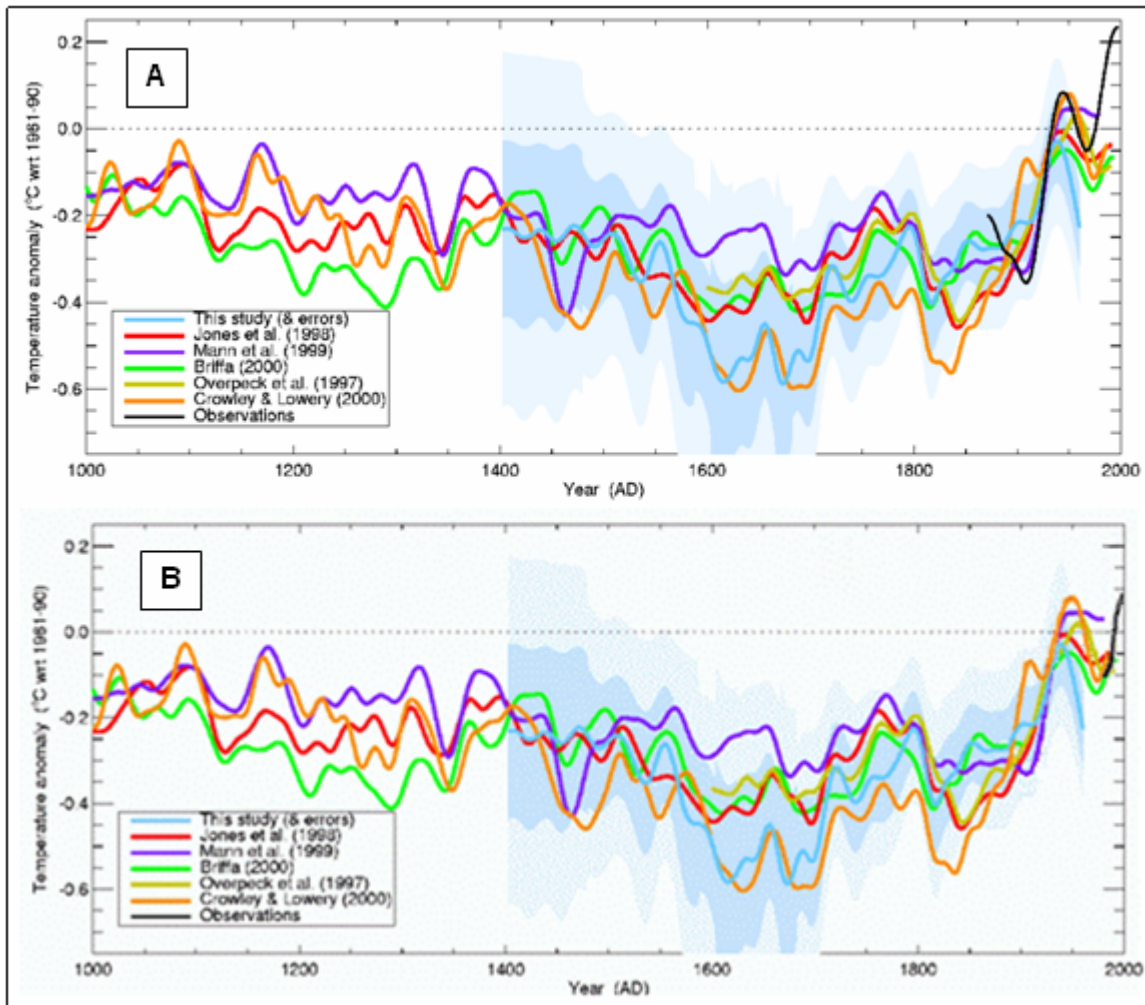 A
0.2
0.0
-0.2
-0.4
-0.6
Temperature anomaly (°C wrt 1961-90)
This study (& errors)
Jones et al. (1998)
Mann et al. (1999)
Briffa (2000)
Overpeck et al. (1997)
Crowley & Lowery (2000)
Observations
1000 1200 1400 1600 1800 2000
Year (AD)
B
0.2
0.0
-0.2
-0.4
-0.6
Temperature anomaly (°C wrt 1961-90)
This study (& errors)
Jones et al. (1998)
Mann et al. (1999)
Briffa (2000)
Overpeck et al. (1997)
Crowley & Lowery (2000)
Observations
1000 1200 1400 1600 1800 2000
Year (AD)